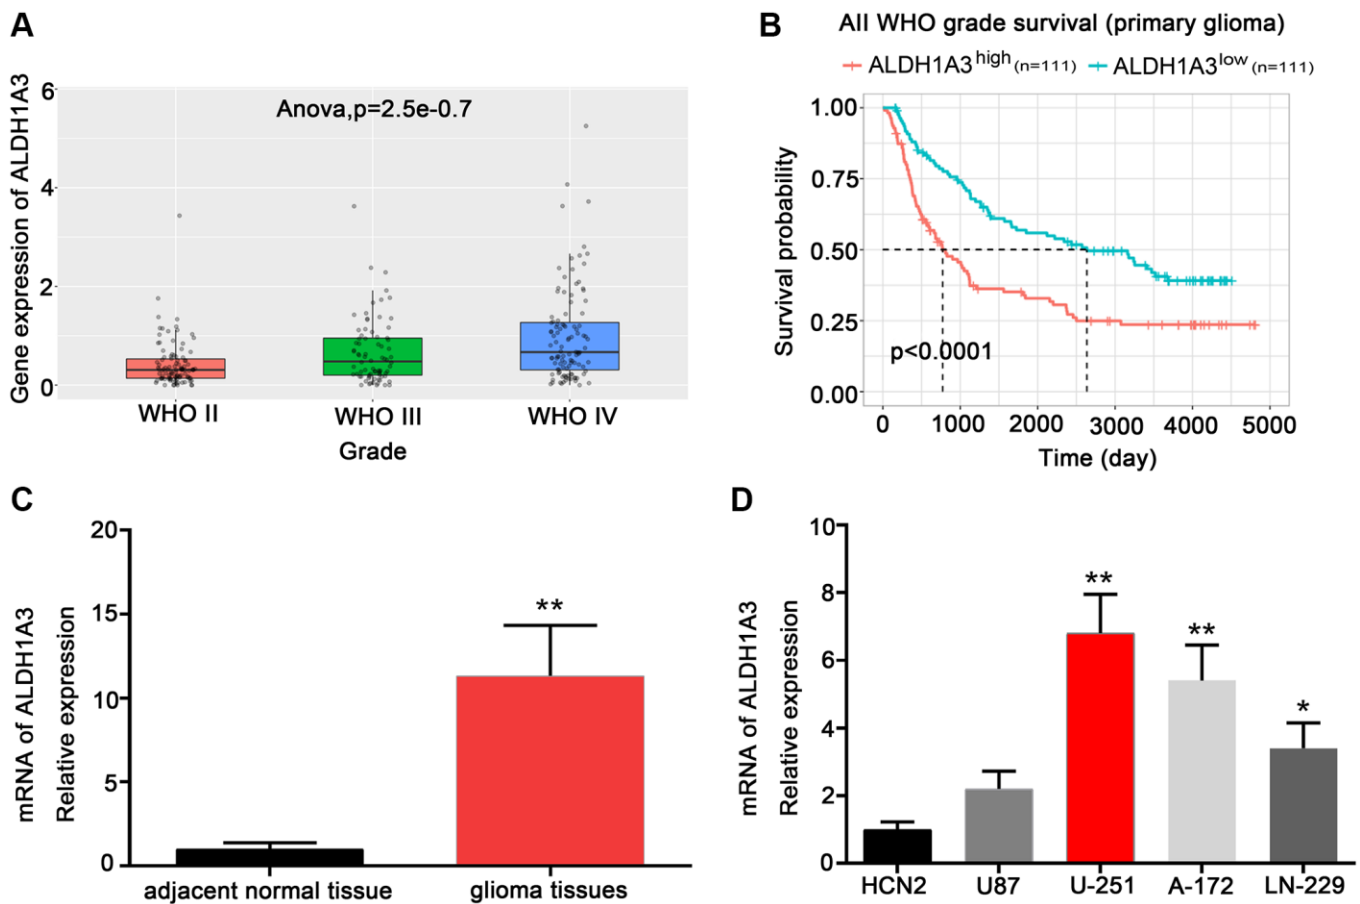 A
Gene expression of ALDH1A3
6
4
2
0
Anova,p=2.5e-0.7
WHO II
WHO III
WHO IV
Grade
B
All WHO grade survival (primary glioma)
ALDH1A3high(n=111) ALDH1A3low(n=111)
Survival probability
1.00
0.75
0.50
0.25
0.00
p<0.0001
0 1000 2000 3000 4000 5000
Time (day)
C
mRNA of ALDH1A3
Relative expression
20
15
10
5
0
**
adjacent normal tissue
glioma tissues
D
mRNA of ALDH1A3
Relative expression
10
8
6
4
2
0
**
**
*
HCN2 U87 U-251 A-172 LN-229